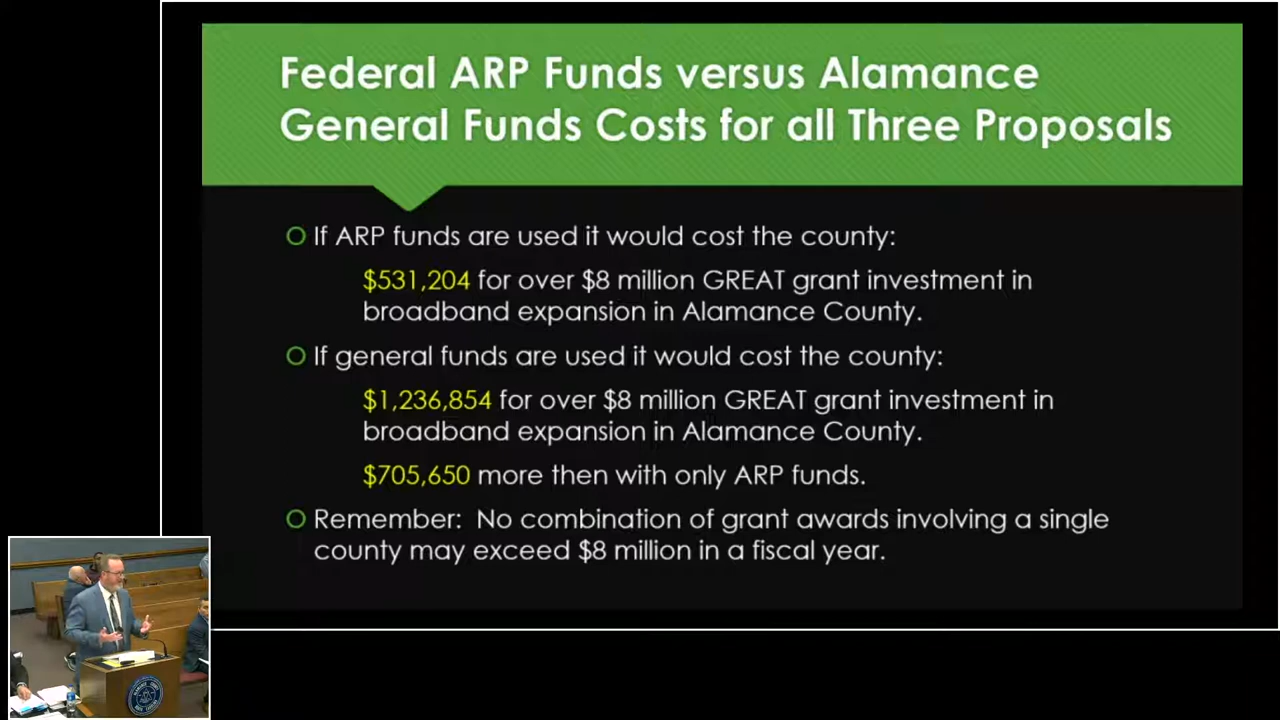 Federal ARP Funds versus Alamance
General Funds Costs for all Three Proposals
If ARP funds are used it would cost the county:
$531,204 for over $8 million GREAT grant investment in
broadband expansion in Alamance County.
If general funds are used it would cost the county:
$1,236,854 for over $8 million GREAT grant investment in
broadband expansion in Alamance County.
$705,650 more then with only ARP funds.
Remember: No combination of grant awards involving a single
county may exceed $8 million in a fiscal year.